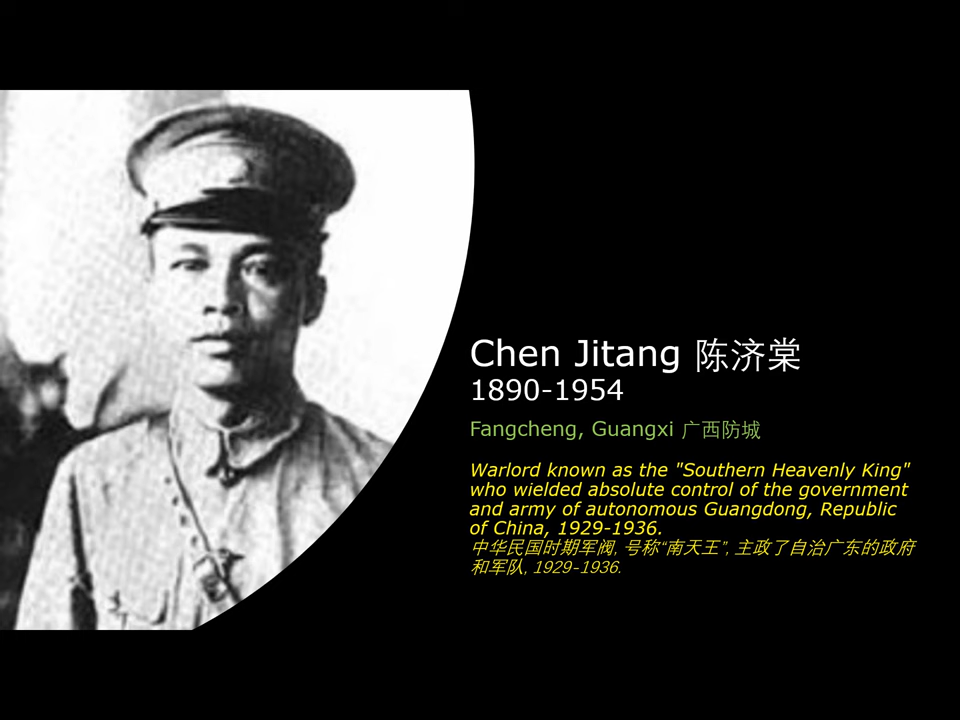 Chen Jitang 陈济棠
1890-1954
Fangcheng, Guangxi 广西防城
Warlord known as the "Southern Heavenly King"
who wielded absolute control of the government
and army of autonomous Guangdong, Republic
of China, 1929-1936.
中华民国时期军阀, 号称“南天王”, 主政了自治广东的政府
和军队, 1929-1936.